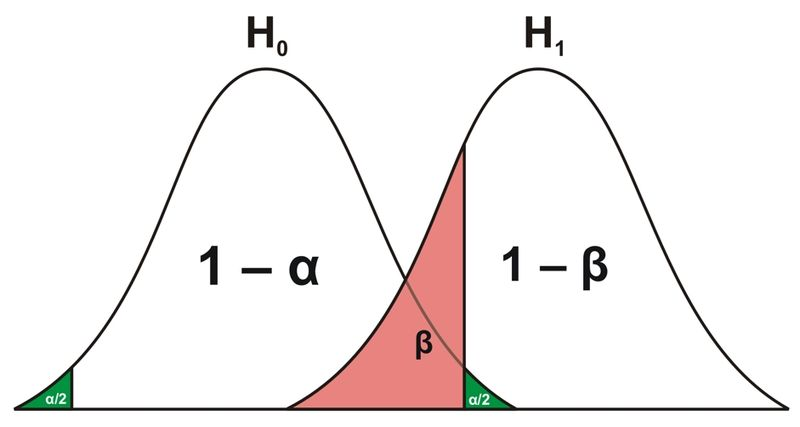 H₀
H₁
1 – α
1 – β
β
α/2
α/2